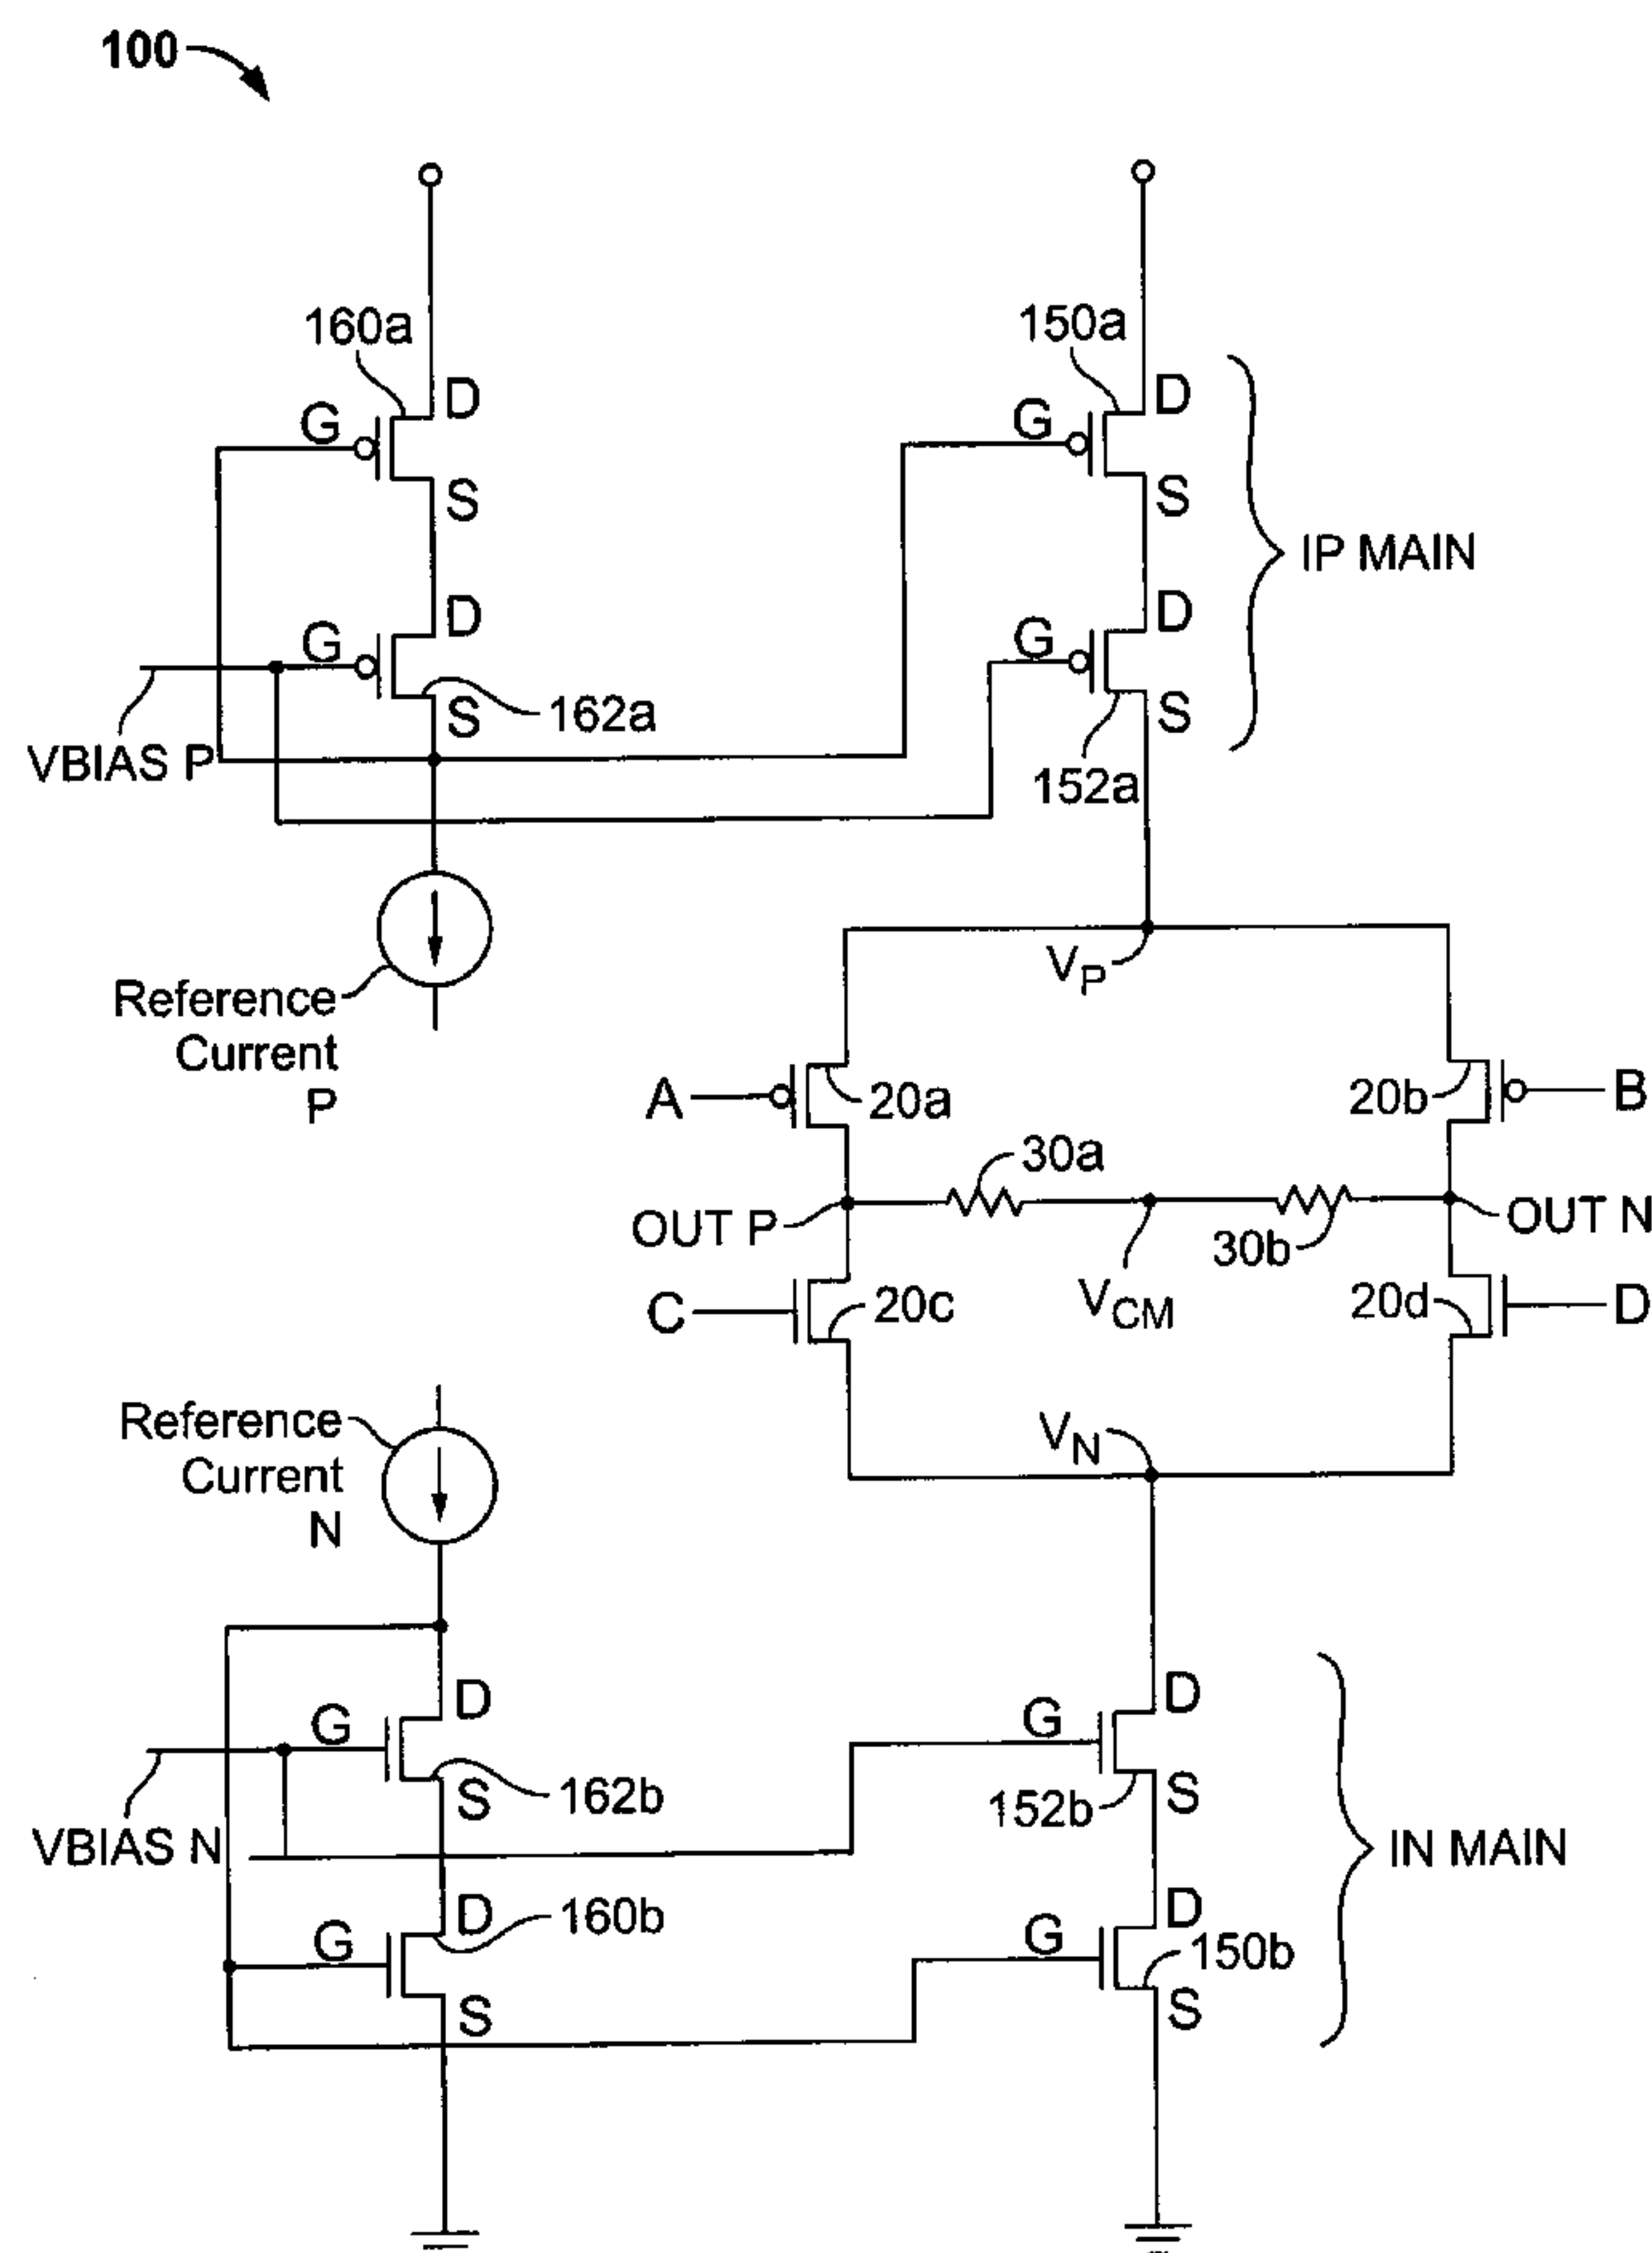 100
160a
150a
G
D
S
G
D
S
IP MAIN
G
D
S
162a
G
D
S
152a
VBIAS P
VP
Reference
Current
P
A
20a
20b
B
30a
OUT P
30b
OUT N
VCM
C
20c
20d
D
Reference
Current
N
VN
G
D
S
162b
G
D
S
152b
VBIAS N
IN MAIN
G
D
S
160b
G
D
S
150b